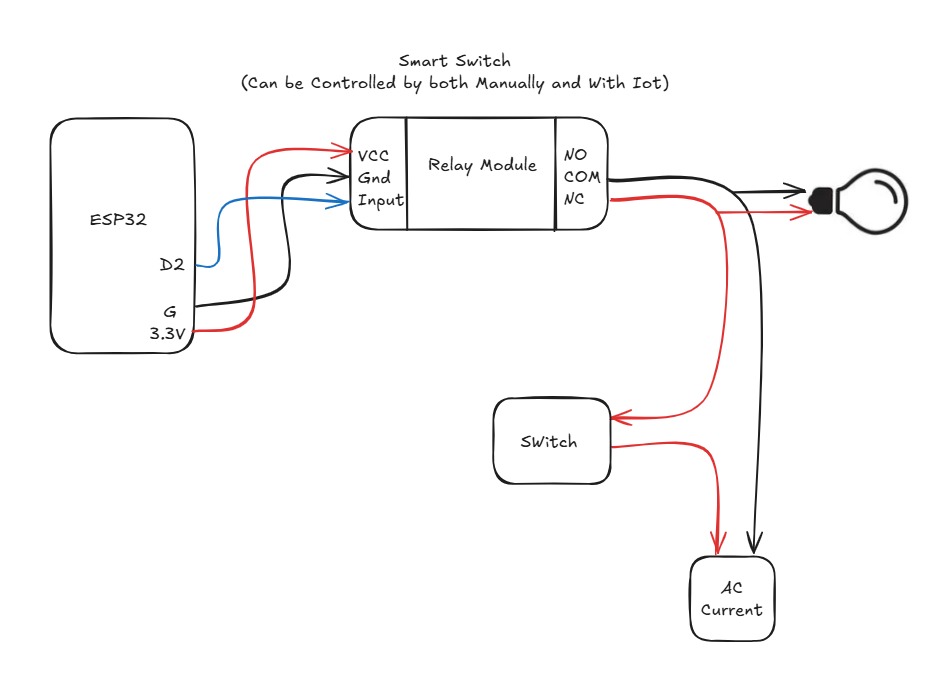 Smart Switch
(Can be Controlled by both Manually and With Iot)
ESP32
D2
G
3.3V
VCC
Gnd
Input
Relay Module
NO
COM
NC
SWitch
AC
Current